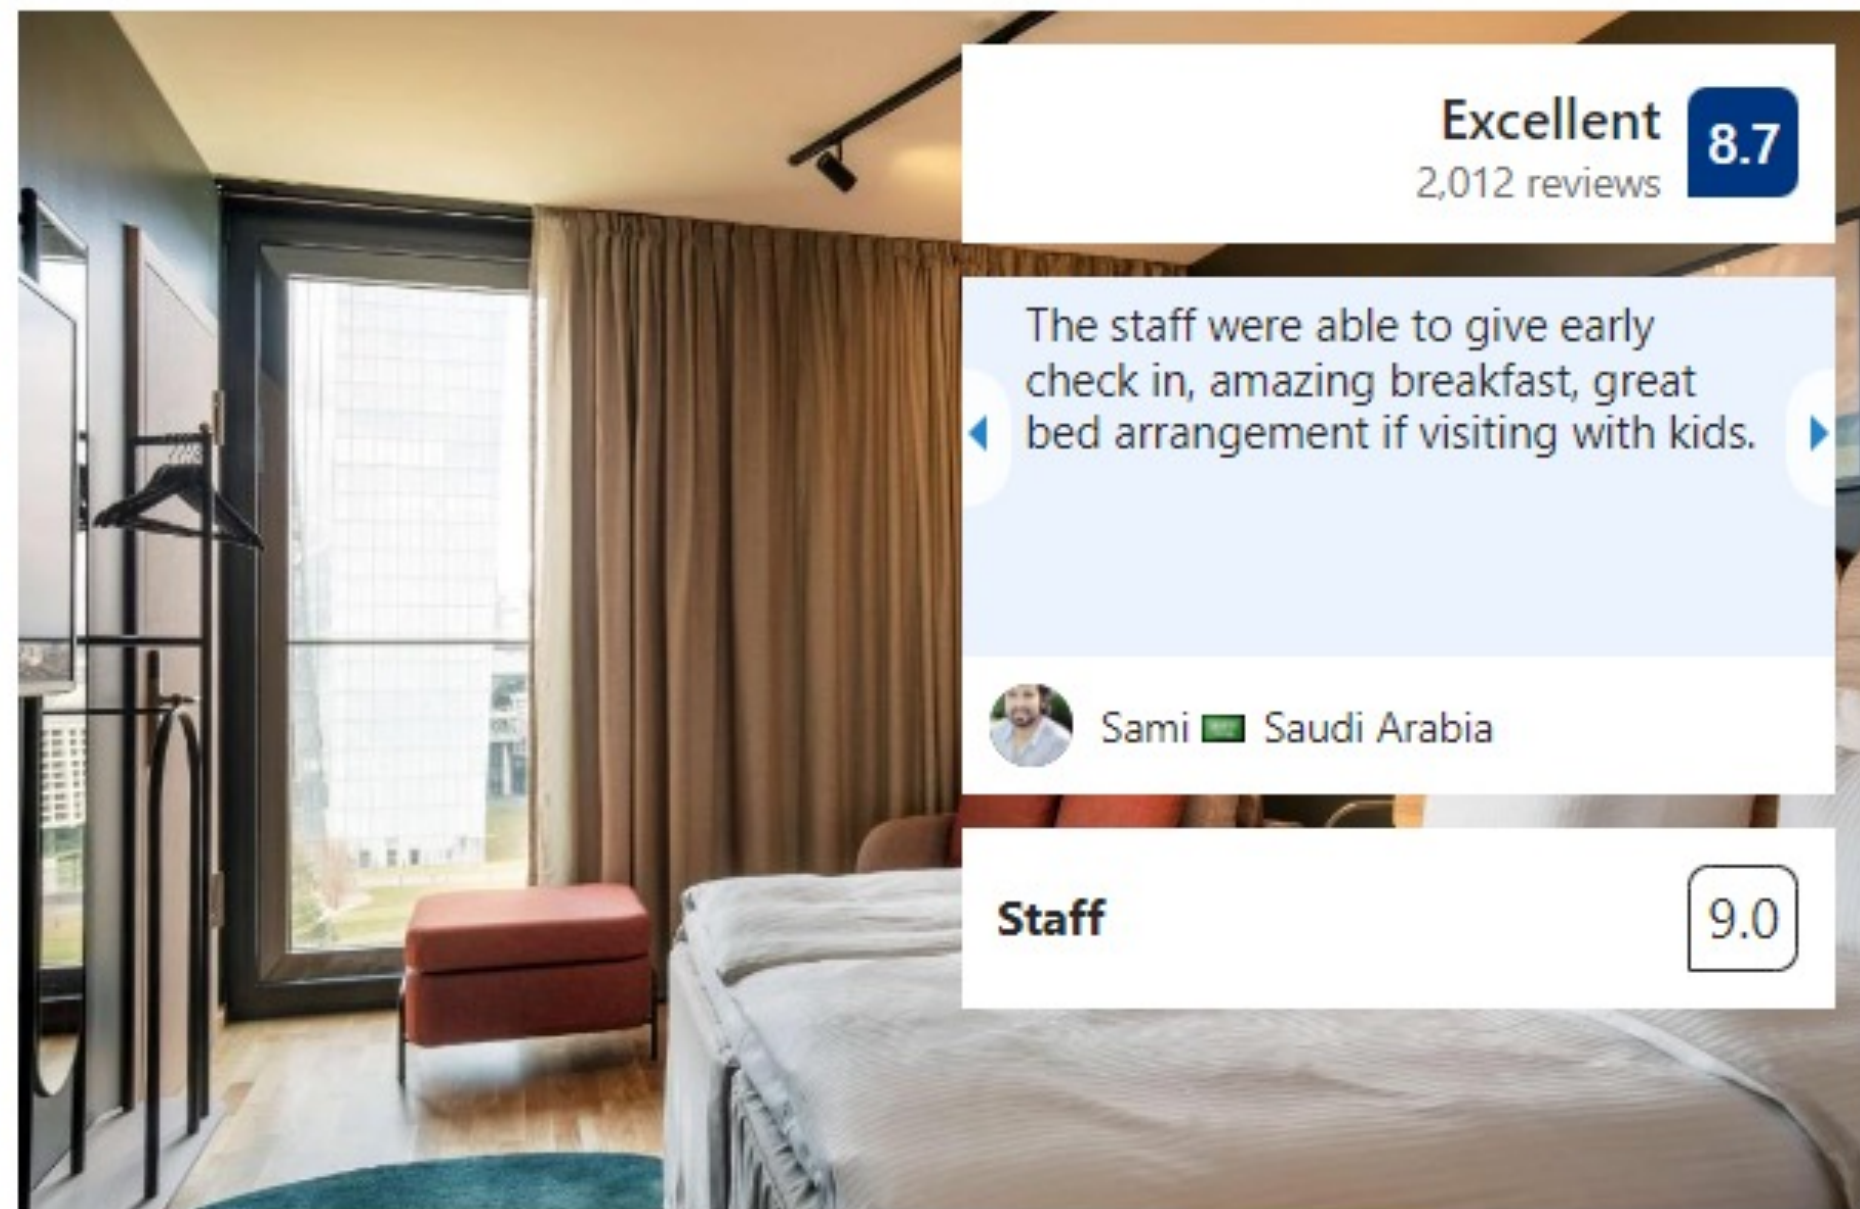 Excellent
8.7
2,012 reviews
The staff were able to give early
check in, amazing breakfast, great
bed arrangement if visiting with kids.
Sami Saudi Arabia
Staff
9.0